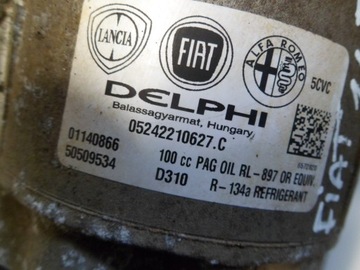 LANCIA
FIAT
ALFA ROMEO
5CVC
DELPHI
Balassagyarmat, Hungary
05242210627.C
01140866
50509534
100 cc PAG OIL RL-897 OR EQUIV.
D310
R-134a REFRIGERANT
FIAT